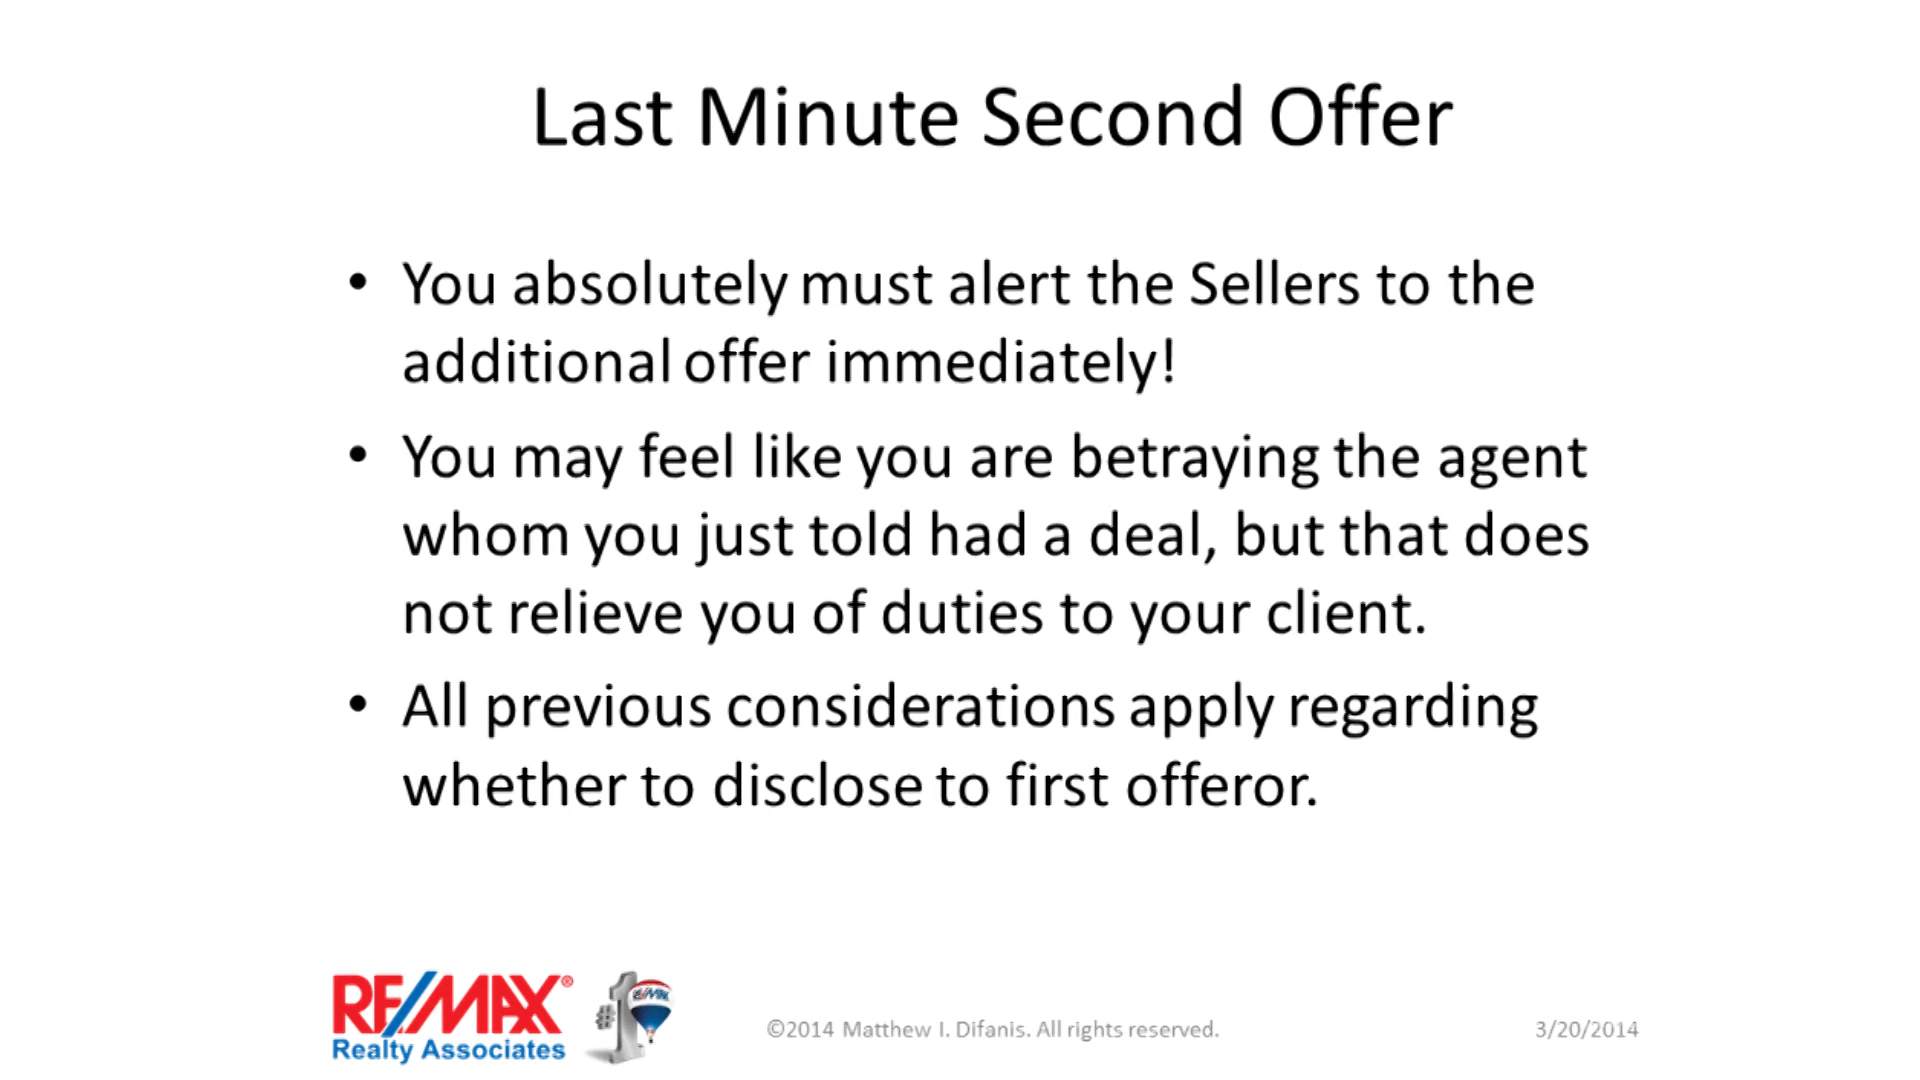 Last Minute Second Offer
• You absolutely must alert the Sellers to the
additional offer immediately!
• You may feel like you are betraying the agent
whom you just told had a deal, but that does
not relieve you of duties to your client.
• All previous considerations apply regarding
whether to disclose to first offeror.
RE/MAX®
Realty Associates
#1
RE/MAX
©2014 Matthew I. Difanis. All rights reserved.
3/20/2014